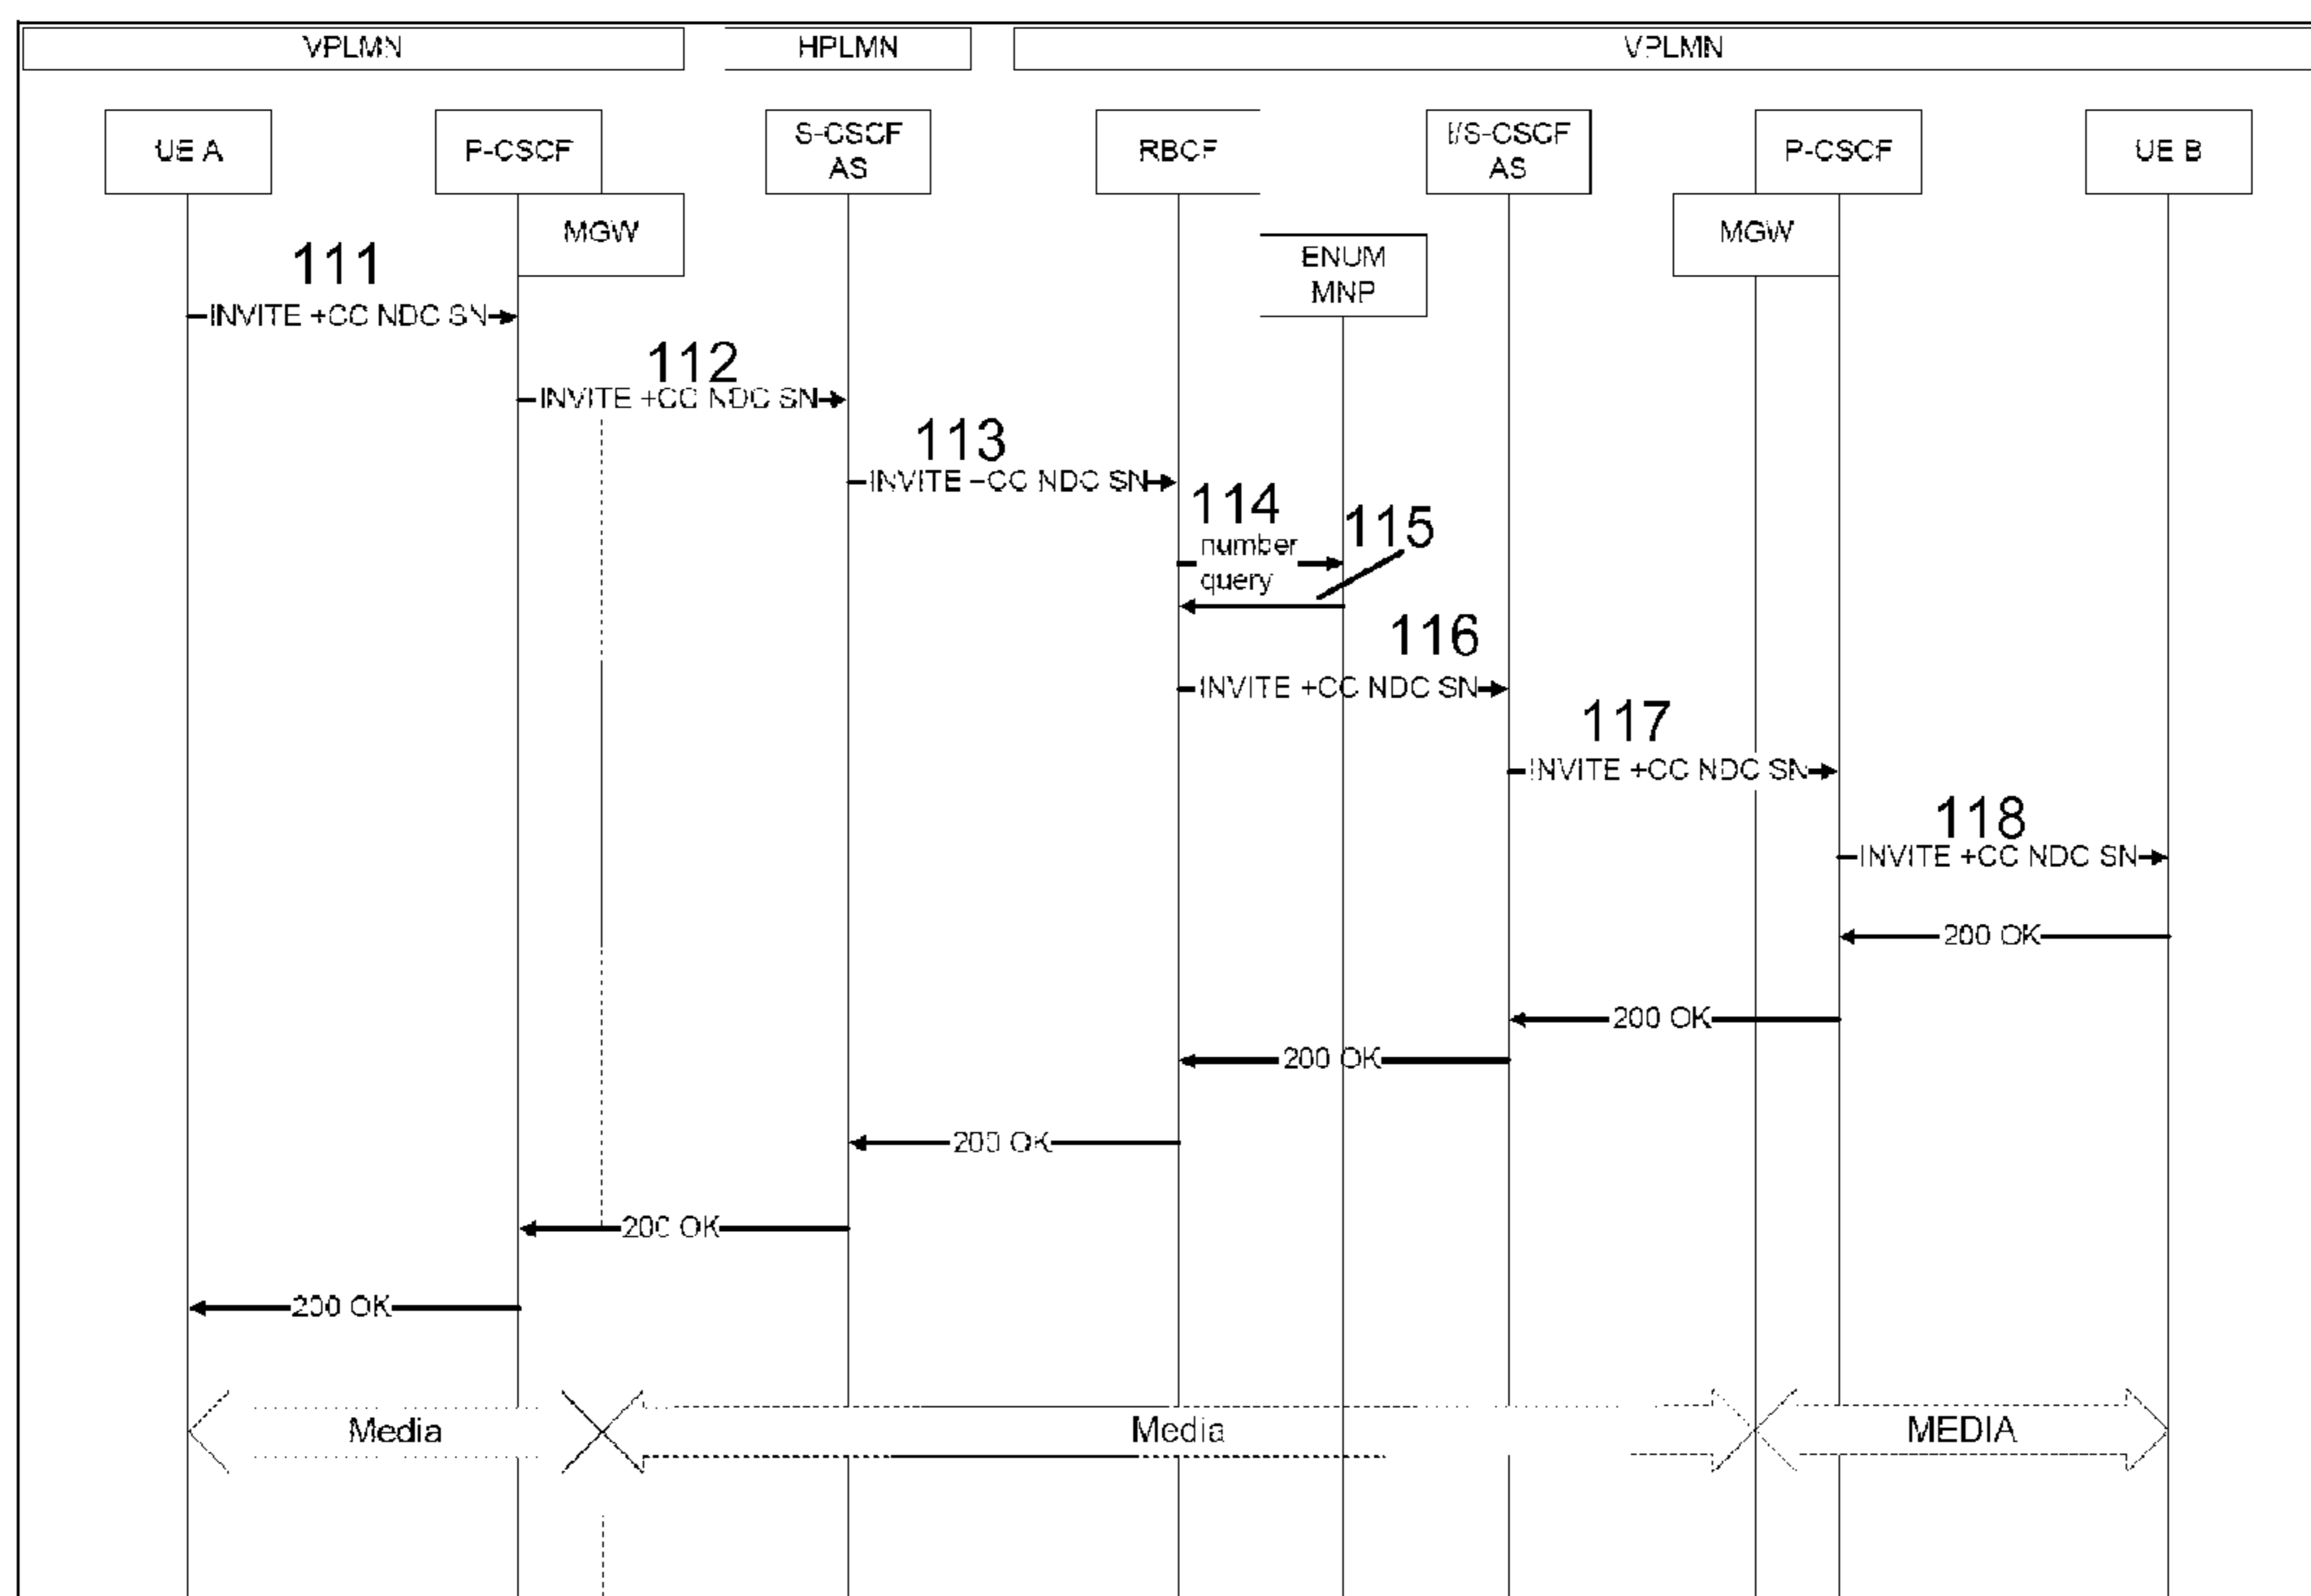 VPLMN
HPLMN
VPLMN
UE A
P-CSCF
S-CSCF
AS
RBCF
I/S-CSCF
AS
P-CSCF
UE B
MGW
MGW
ENUM
MNP
111
INVITE +CC NDC SN
112
INVITE +CC NDC SN
113
INVITE +CC NDC SN
114
number
query
115
116
INVITE +CC NDC SN
117
INVITE +CC NDC SN
118
INVITE +CC NDC SN
200 OK
200 OK
200 OK
200 OK
200 OK
200 OK
Media
Media
MEDIA